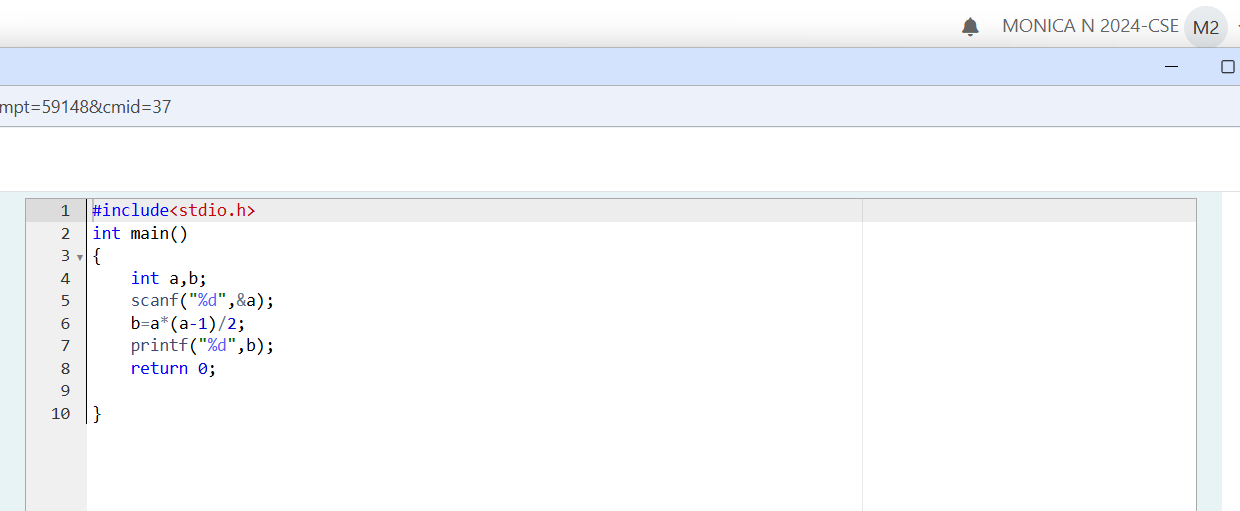 MONICA N 2024-CSE M2
mpt=59148&cmid=37
1 #include<stdio.h>
2 int main()
3 {
4     int a,b;
5     scanf("%d",&a);
6     b=a*(a-1)/2;
7     printf("%d",b);
8     return 0;
9
10 }